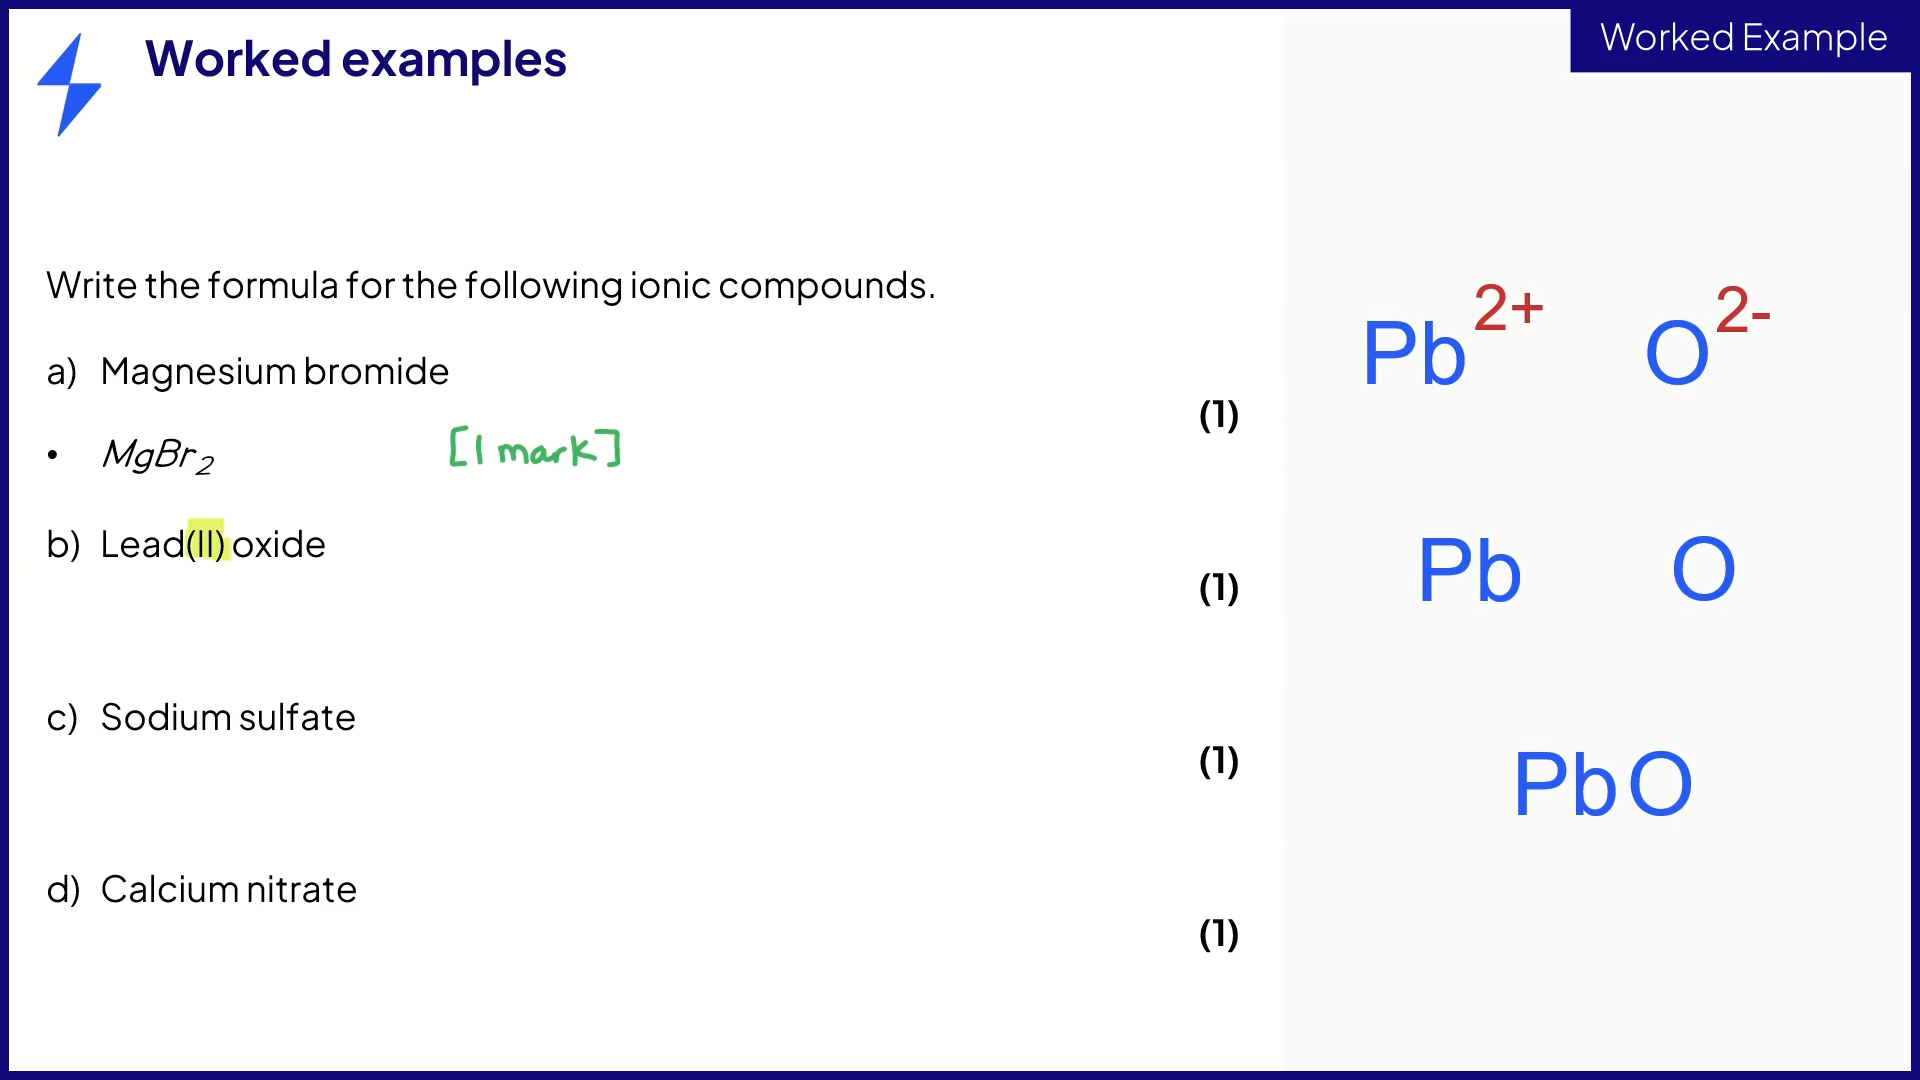 Worked examples
Worked Example
Write the formula for the following ionic compounds.
a) Magnesium bromide
(1)
• MgBr₂ [1 mark]
b) Lead(II) oxide
(1)
c) Sodium sulfate
(1)
d) Calcium nitrate
(1)
Pb²⁺ O²⁻
Pb O
PbO